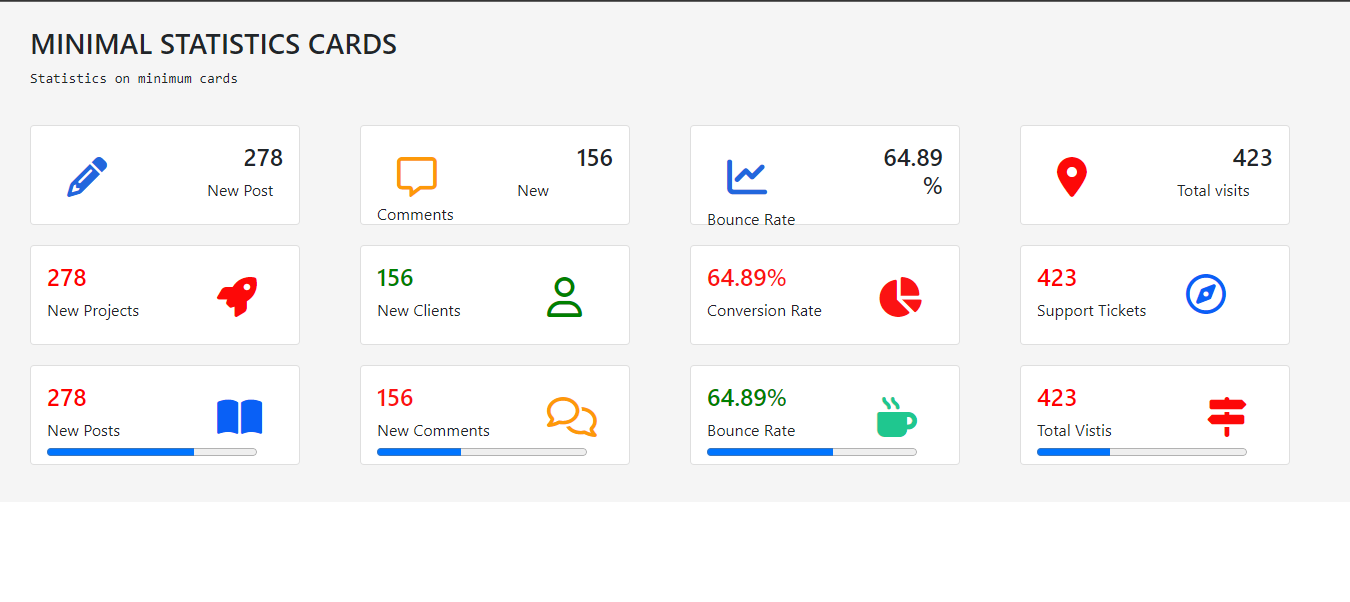 MINIMAL STATISTICS CARDS
Statistics on minimum cards
278
New Post
156
New
Comments
64.89
%
Bounce Rate
423
Total visits
278
New Projects
156
New Clients
64.89%
Conversion Rate
423
Support Tickets
278
New Posts
156
New Comments
64.89%
Bounce Rate
423
Total Vistis